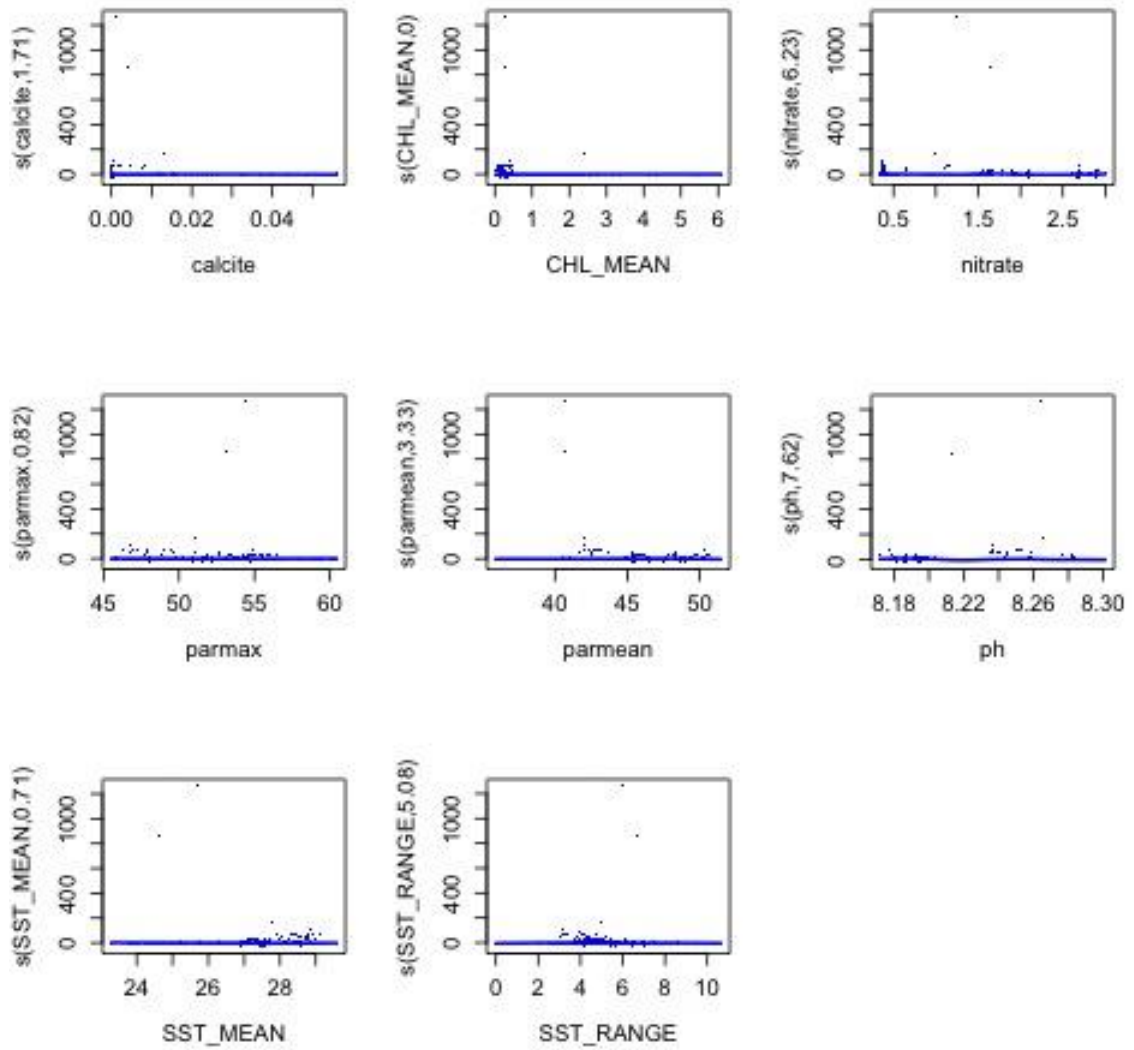 s(calcite,1.71)
1000
400
0
0.00 0.02 0.04
calcite
s(CHL_MEAN,0)
1000
400
0
0 1 2 3 4 5 6
CHL_MEAN
s(nitrate,6.23)
1000
400
0
0.5 1.5 2.5
nitrate
s(parmax,0.82)
1000
400
0
45 50 55 60
parmax
s(parmean,3.33)
1000
400
0
40 45 50
parmean
s(ph,7.62)
1000
400
0
8.18 8.22 8.26 8.30
ph
s(SST_MEAN,0.71)
1000
400
0
24 26 28
SST_MEAN
s(SST_RANGE,5.08)
1000
400
0
0 2 4 6 8 10
SST_RANGE